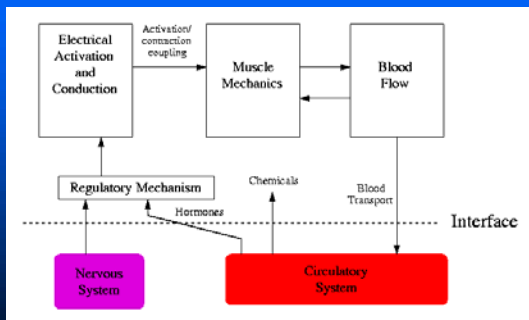 Electrical
Activation
and
Conduction
Activation/
contraction
coupling
Muscle
Mechanics
Blood
Flow
Regulatory Mechanism
Chemicals
Blood
Transport
Hormones
Interface
Nervous
System
Circulatory
System